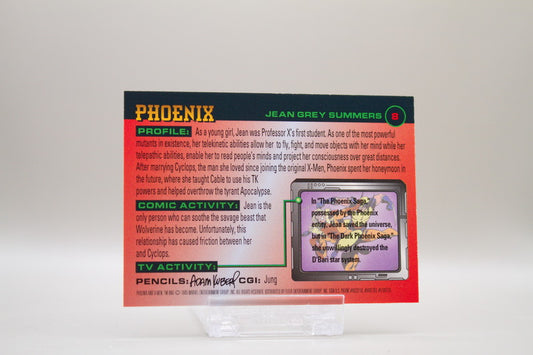 PHOENIX
JEAN GREY SUMMERS 8
PROFILE: As a young girl, Jean was Professor X's first student. As one of the most powerful
mutants in existence, her telekinetic abilities allow her to fly, fight, and move objects with her mind while her
telepathic abilities, enable her to read people's minds and project her consciousness over great distances.
After marrying Cyclops, the man she loved since joining the original X-Men, Phoenix spent her honeymoon in
the future, where she taught Cable to use his TK
powers and helped overthrow the tyrant Apocalypse.
COMIC ACTIVITY: Jean is the
only person who can soothe the savage beast that
Wolverine has become. Unfortunately, this
relationship has caused friction between her
and Cyclops.
TV ACTIVITY:
In "The Phoenix Saga,"
possessed by the Phoenix
entity, Jean saved the universe,
but in "The Dark Phoenix Saga,"
she unwillingly destroyed the
D'Bari star system.
PENCILS: ADAM KUBERT CGI: Jung